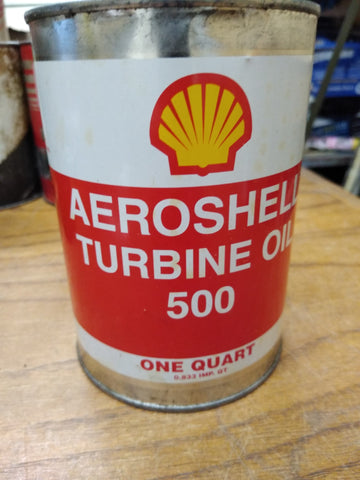 AEROSHELL
TURBINE OIL
500
ONE QUART
0.833 IMP. QT